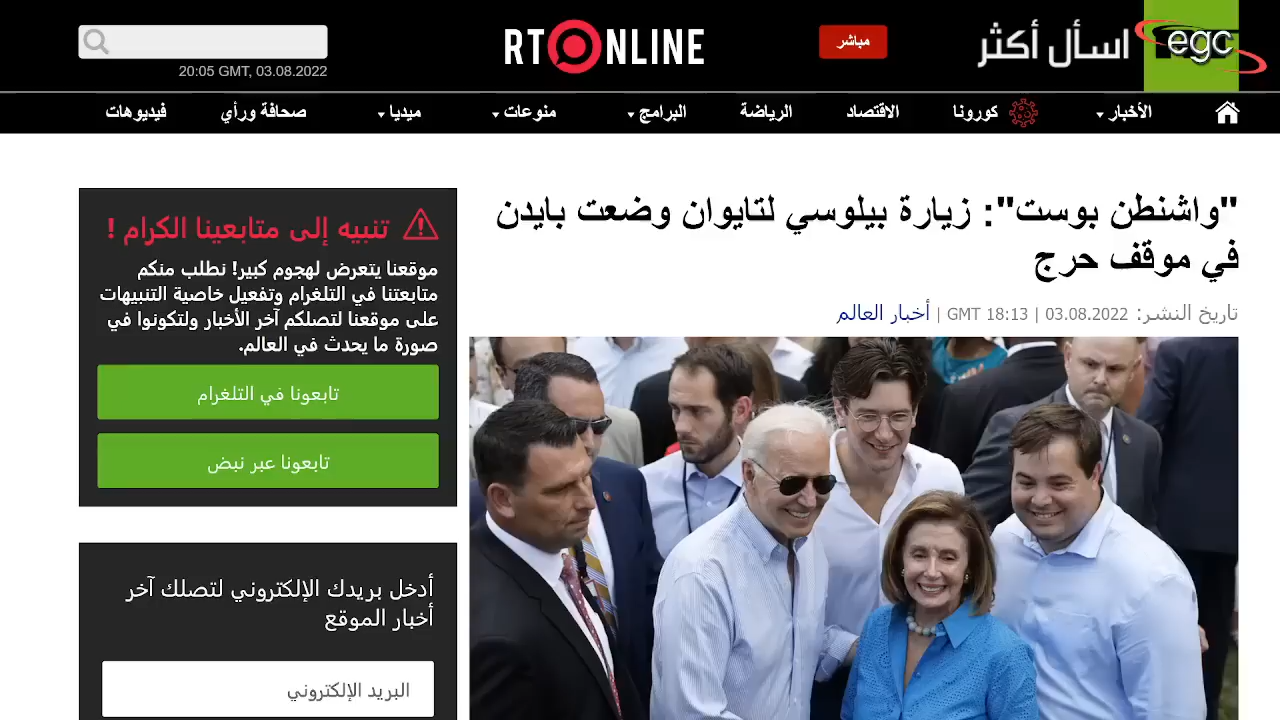 اسأل أكثر
egc
مباشر
RTONLINE
20:05 GMT, 03.08.2022
الأخبار
كورونا
الاقتصاد
الرياضة
البرامج
منوعات
ميديا
صحافة ورأي
فيديوهات
"واشنطن بوست": زيارة بيلوسي لتايوان وضعت بايدن
في موقف حرج
تاريخ النشر: 03.08.2022 | 18:13 GMT | أخبار العالم
تنبيه إلى متابعينا الكرام !
موقعنا يتعرض لهجوم كبير! نطلب منكم
متابعتنا في التلغرام وتفعيل خاصية التنبيهات
على موقعنا لتصلكم آخر الأخبار ولتكونوا في
صورة ما يحدث في العالم.
تابعونا في التلغرام
تابعونا عبر نبض
أدخل بريدك الإلكتروني لتصلك آخر
أخبار الموقع
البريد الإلكتروني